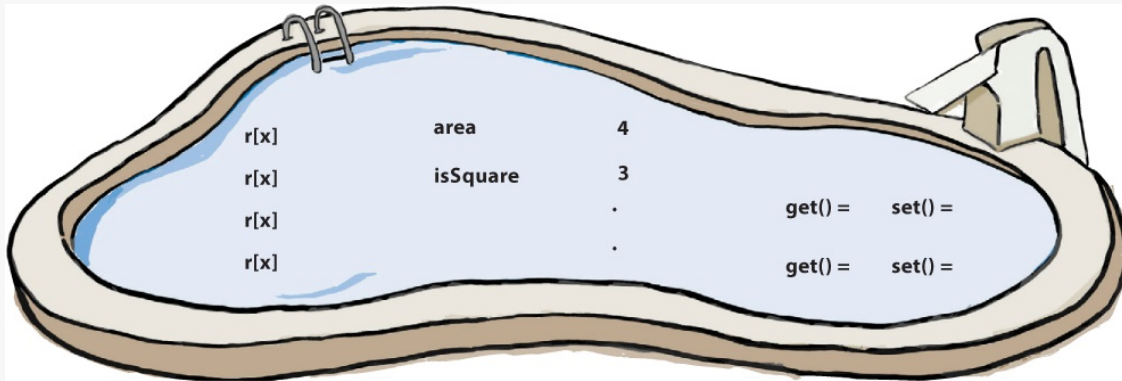 r[x] area 4
r[x] isSquare 3
r[x] .
get() = set() =
r[x] .
get() = set() =